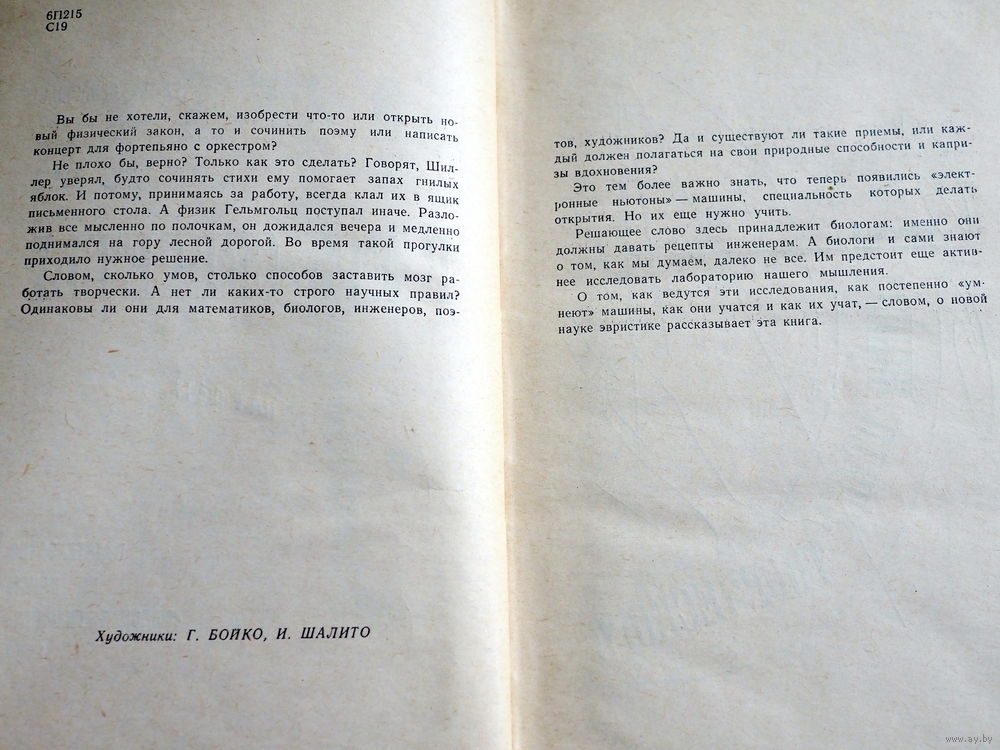 6П215
С19
Вы бы не хотели, скажем, изобрести что-то или открыть но-
вый физический закон, а то и сочинить поэму или написать
концерт для фортепьяно с оркестром?
Не плохо бы, верно? Только как это сделать? Говорят, Шил-
лер уверял, будто сочинять стихи ему помогает запах гнилых
яблок. И потому, принимаясь за работу, всегда клал их в ящик
письменного стола. А физик Гельмгольц поступал иначе. Разло-
жив все мысленно по полочкам, он дожидался вечера и медленно
поднимался на гору лесной дорогой. Во время такой прогулки
приходило нужное решение.
Словом, сколько умов, столько способов заставить мозг ра-
ботать творчески. А нет ли каких-то строго научных правил?
Одинаковы ли они для математиков, биологов, инженеров, поэ-
Художники: Г. БОЙКО, И. ШАЛИТО
тов, художников? Да и существуют ли такие приемы, или каж-
дый должен полагаться на свои природные способности и капри-
зы вдохновения?
Это тем более важно знать, что теперь появились «элект-
ронные ньютоны» — машины, специальность которых делать
открытия. Но их еще нужно учить.
Решающее слово здесь принадлежит биологам: именно они
должны давать рецепты инженерам. А биологи и сами знают
о том, как мы думаем, далеко не все. Им предстоит еще актив-
нее исследовать лабораторию нашего мышления.
О том, как ведутся эти исследования, как постепенно «ум-
неют» машины, как они учатся и как их учат, — словом, о новой
науке эвристике рассказывает эта книга.
www.ay.by